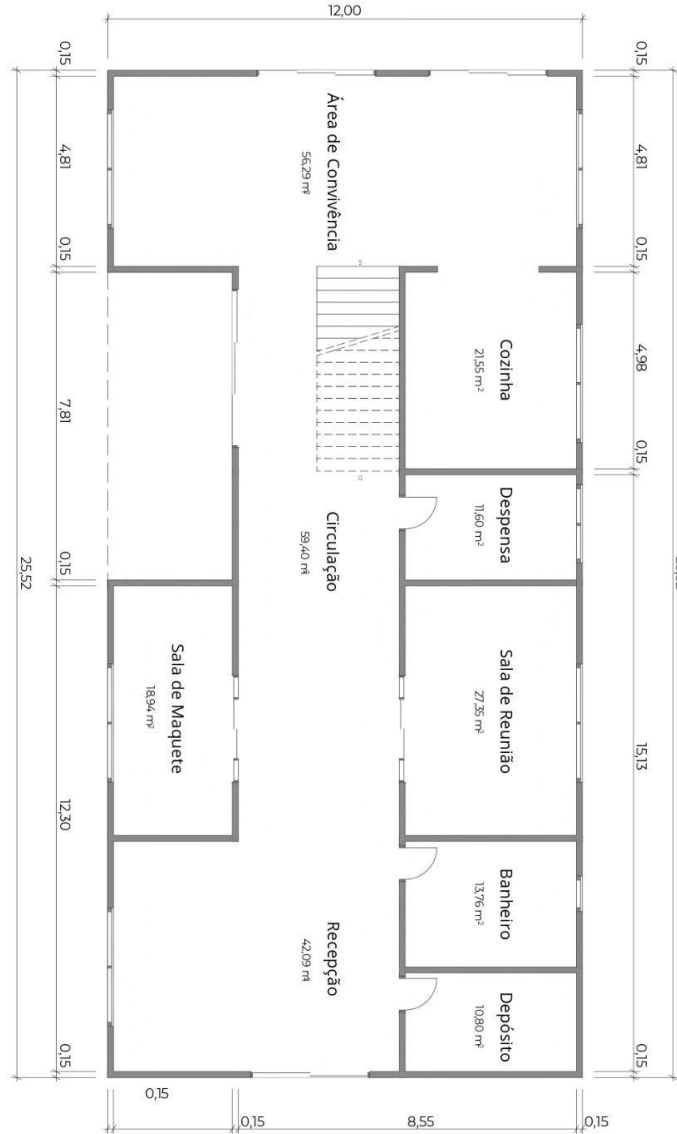 12,00
0,15
0,15
4,81
4,81
Área de Convivência
56,29 m²
0,15
0,15
S
Cozinha
21,55 m²
4,98
7,81
0,15
D
Despensa
11,60 m²
Circulação
59,40 m²
25,52
0,15
Sala de Maquete
18,94 m²
Sala de Reunião
27,35 m²
15,13
12,30
Banheiro
13,76 m²
Recepção
42,09 m²
Depósito
10,80 m²
0,15
0,15
0,15
0,15
8,55
0,15